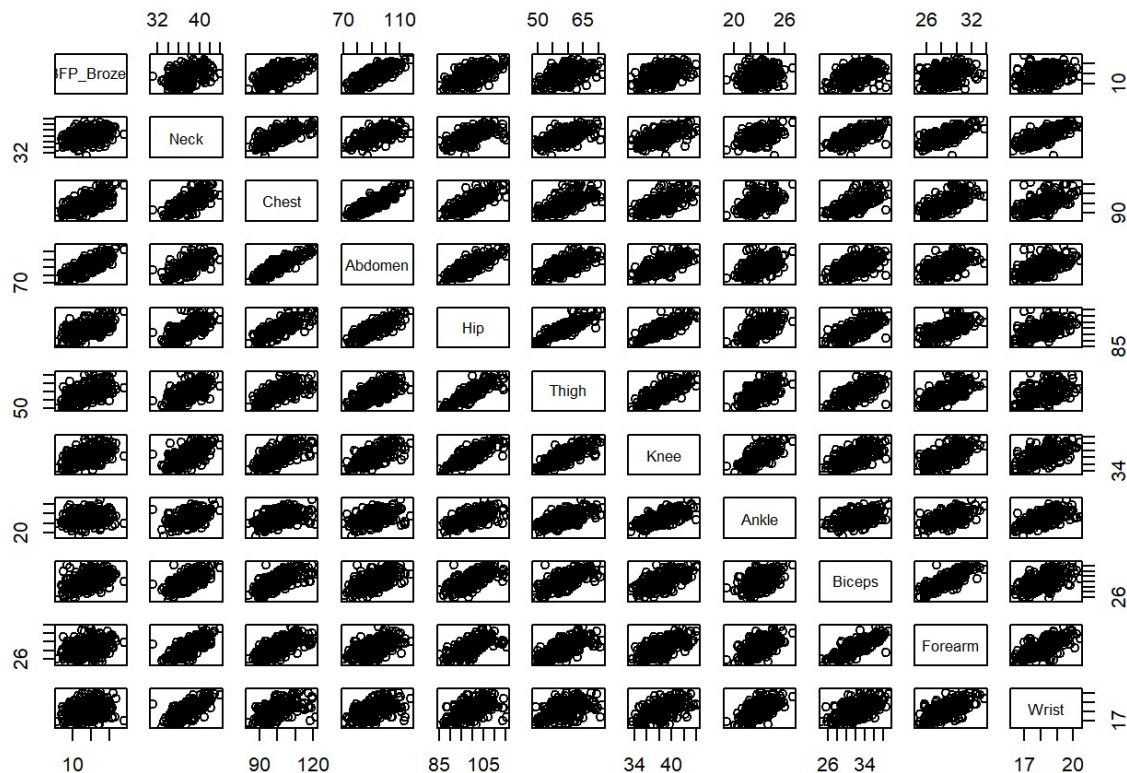 32 40
70 110
50 65
20 26
26 32
BFP_Broze
10
32
Neck
Chest
90
70
Abdomen
Hip
85
50
Thigh
Knee
34
20
Ankle
Biceps
26
26
Forearm
Wrist
17
10
90 120
85 105
34 40
26 34
17 20